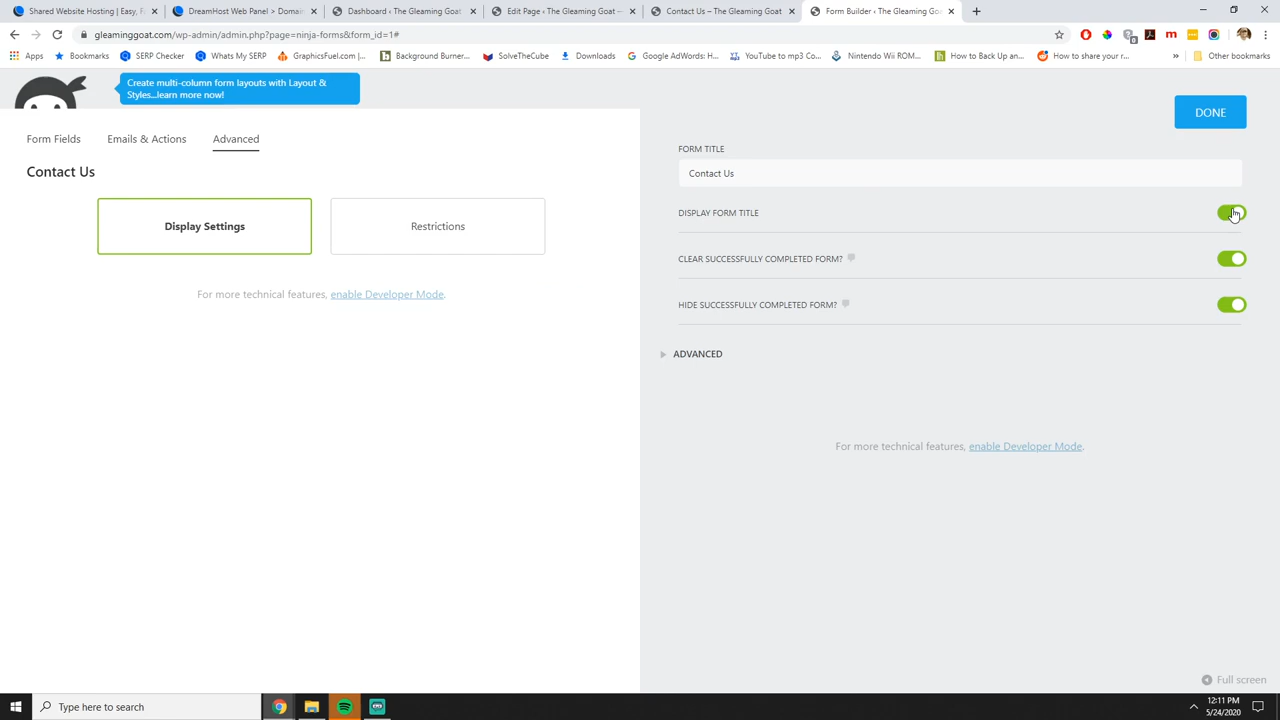 Shared Website Hosting | Easy, F
DreamHost Web Panel > Domain
Dashboard ‹ The Gleaming Goat
Edit Page ‹ The Gleaming Goat —
Contact Us – The Gleaming Goat
Form Builder ‹ The Gleaming Go
gleaminggoat.com/wp-admin/admin.php?page=ninja-forms&form_id=1#
Apps
Bookmarks
SERP Checker
Whats My SERP
GraphicsFuel.com |...
Background Burner...
SolveTheCube
Downloads
Google AdWords: H...
YouTube to mp3 Co...
Nintendo Wii ROM...
How to Back Up an...
How to share your r...
»
Other bookmarks
Create multi-column form layouts with Layout &
Styles...learn more now!
DONE
Form Fields
Emails & Actions
Advanced
Contact Us
Display Settings
Restrictions
For more technical features, enable Developer Mode.
FORM TITLE
Contact Us
DISPLAY FORM TITLE
CLEAR SUCCESSFULLY COMPLETED FORM?
HIDE SUCCESSFULLY COMPLETED FORM?
ADVANCED
For more technical features, enable Developer Mode.
Full screen
Type here to search
12:11 PM
5/24/2020